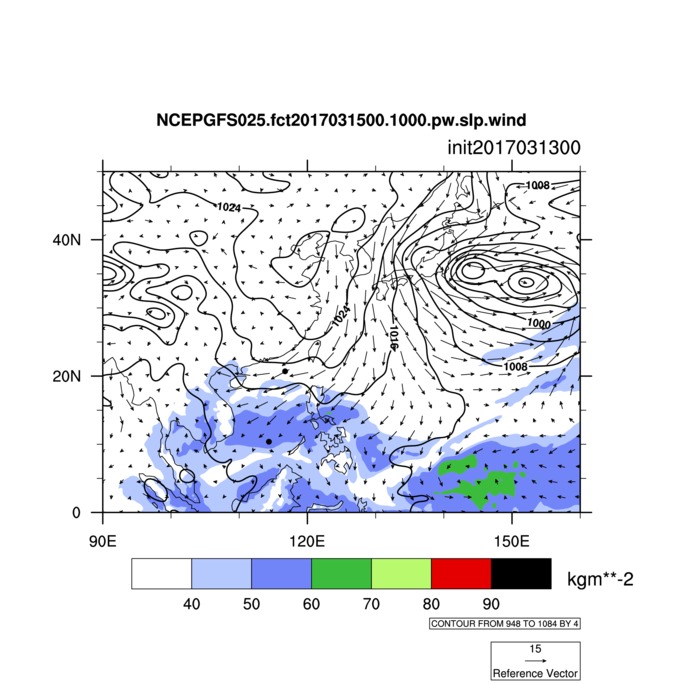 NCEPGFS025.fct2017031500.1000.pw.slp.wind
init2017031300
1008
1024
40N
1024
1016
1000
1008
20N
0
90E 120E 150E
kgm**-2
40 50 60 70 80 90
CONTOUR FROM 948 TO 1084 BY 4
15
Reference Vector